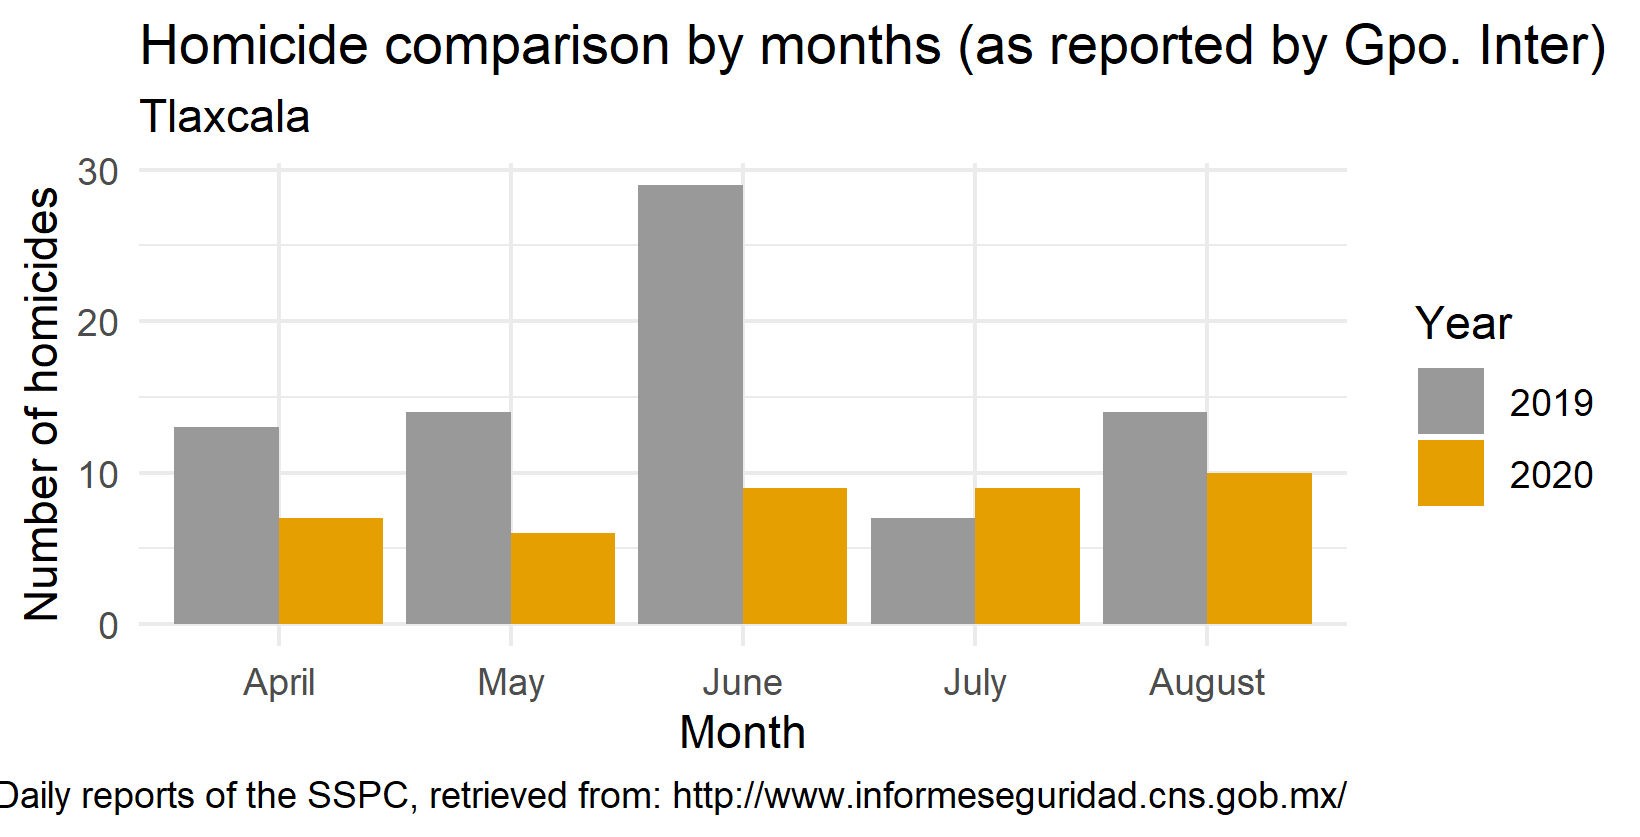 Homicide comparison by months (as reported by Gpo. Inter)
Tlaxcala
Number of homicides
30
20
10
0
April May June July August
Month
Year
2019
2020
Daily reports of the SSPC, retrieved from: http://www.informeseguridad.cns.gob.mx/